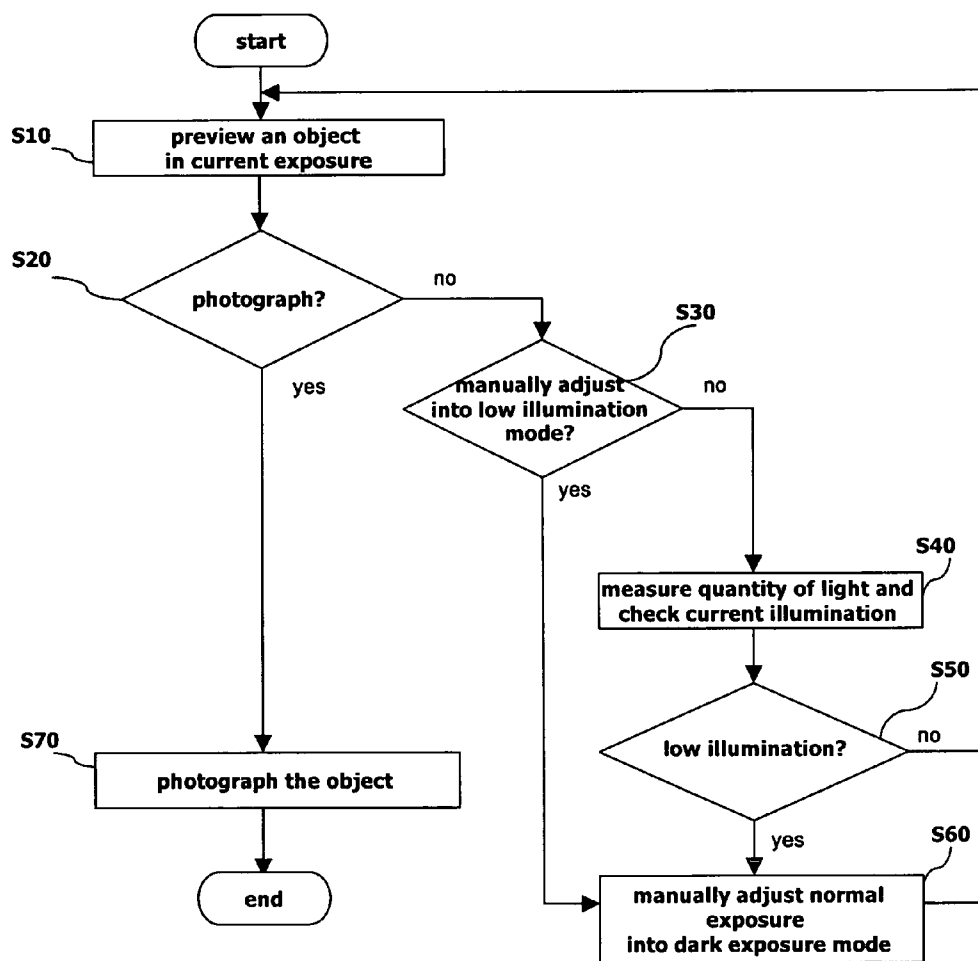 start
S10
preview an object
in current exposure
S20
photograph?
no
yes
S30
manually adjust
into low illumination
mode?
no
yes
S40
measure quantity of light and
check current illumination
S50
low illumination?
no
yes
S60
manually adjust normal
exposure
into dark exposure mode
S70
photograph the object
end